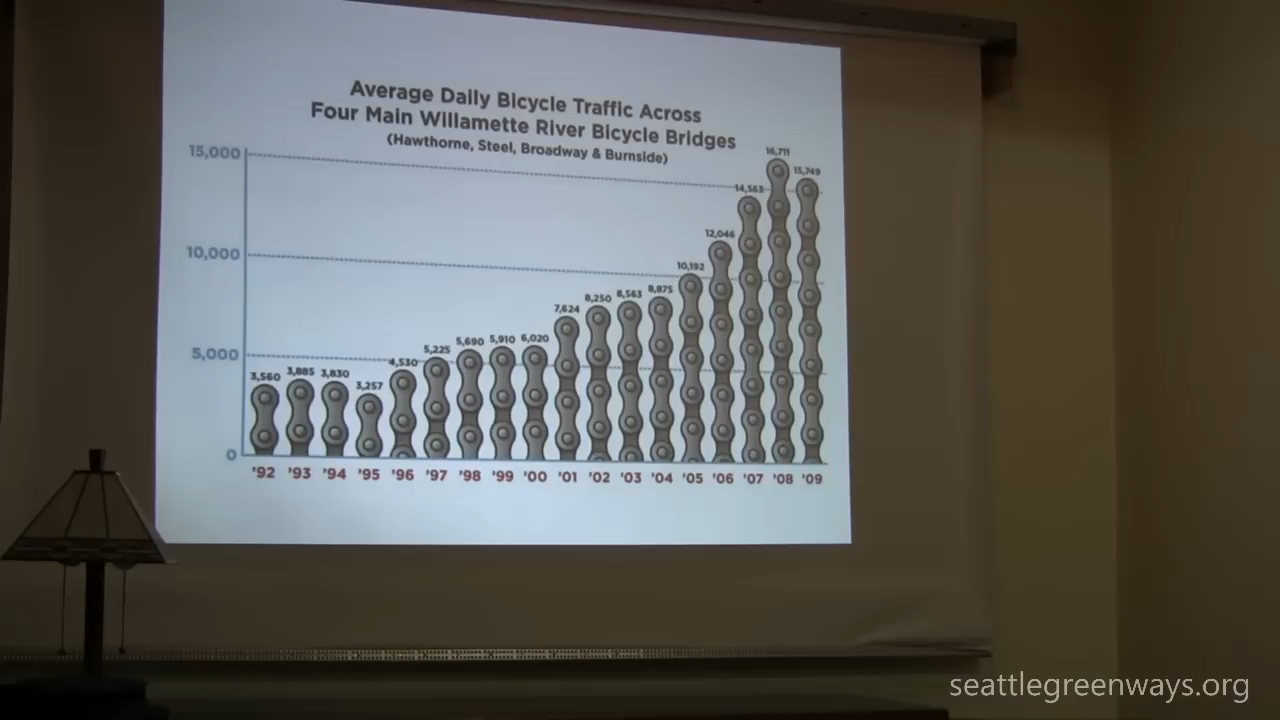 Average Daily Bicycle Traffic Across
Four Main Willamette River Bicycle Bridges
(Hawthorne, Steel, Broadway & Burnside)
15,000
10,000
5,000
0
3,560 3,885 3,830 3,257 4,530 5,225 5,690 5,910 6,020 7,624 8,250 8,563 8,875 10,192 12,046 14,563 16,711 15,749
'92 '93 '94 '95 '96 '97 '98 '99 '00 '01 '02 '03 '04 '05 '06 '07 '08 '09
seattlegreenways.org